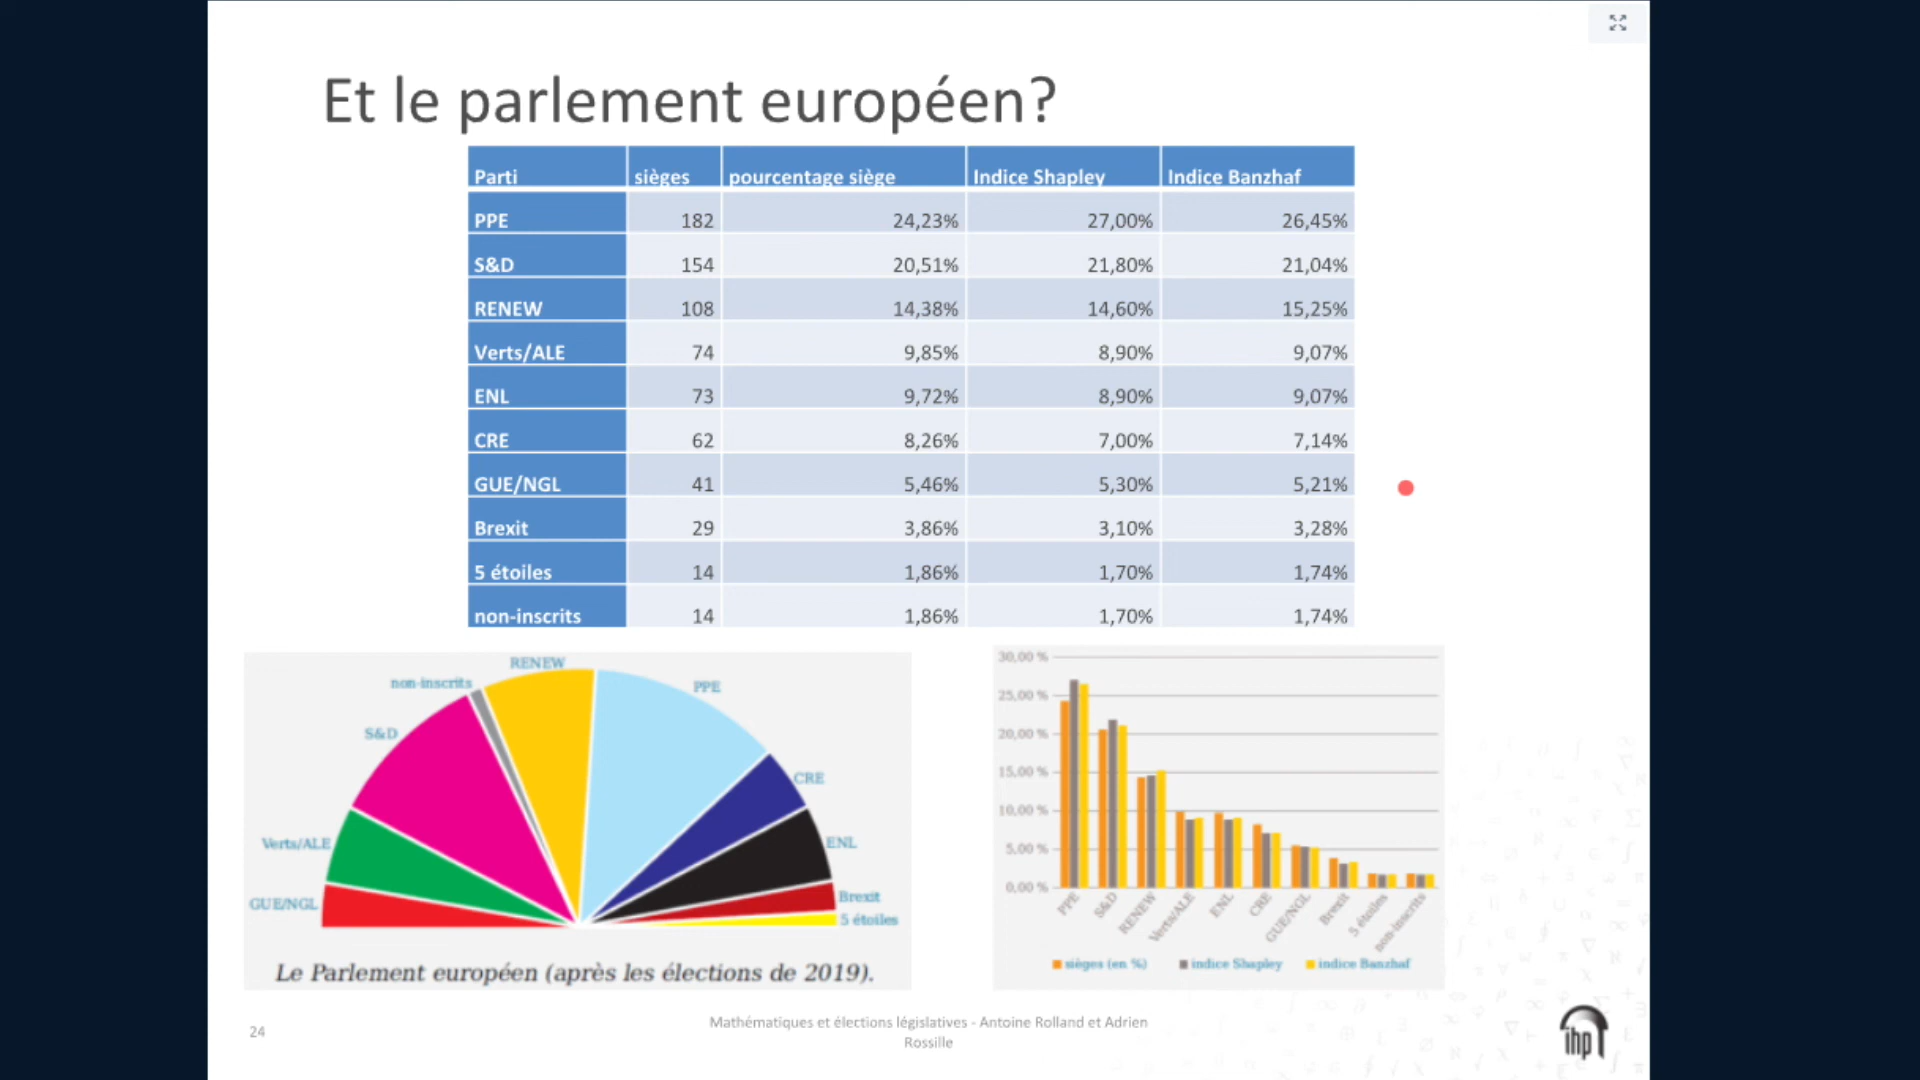 Et le parlement européen?
Parti sièges pourcentage siège Indice Shapley Indice Banzhaf
PPE 182 24,23% 27,00% 26,45%
S&D 154 20,51% 21,80% 21,04%
RENEW 108 14,38% 14,60% 15,25%
Verts/ALE 74 9,85% 8,90% 9,07%
ENL 73 9,72% 8,90% 9,07%
CRE 62 8,26% 7,00% 7,14%
GUE/NGL 41 5,46% 5,30% 5,21%
Brexit 29 3,86% 3,10% 3,28%
5 étoiles 14 1,86% 1,70% 1,74%
non-inscrits 14 1,86% 1,70% 1,74%
RENEW
non-inscrits
PPE
S&D
CRE
Verts/ALE
ENL
GUE/NGL
Brexit
5 étoiles
Le Parlement européen (après les élections de 2019).
30,00 %
25,00 %
20,00 %
15,00 %
10,00 %
5,00 %
0,00 %
PPE S&D RENEW Verts/ALE ENL CRE GUE/NGL Brexit 5 étoiles non-inscrits
sièges (en %) indice Shapley indice Banzhaf
24
Mathématiques et élections législatives - Antoine Rolland et Adrien
Rossille
ihp